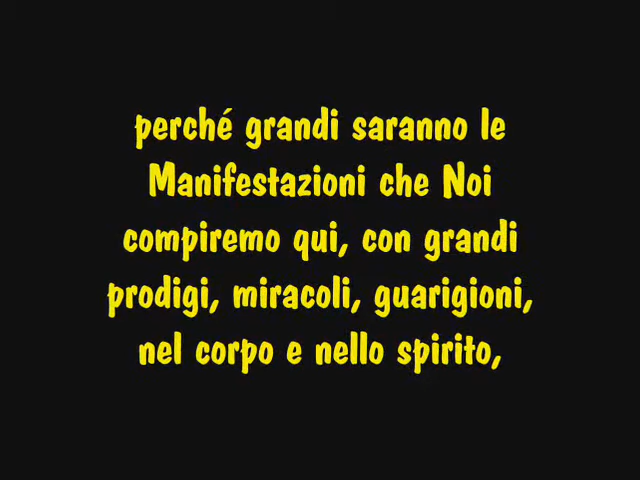 perché grandi saranno le
Manifestazioni che Noi
compiremo qui, con grandi
prodigi, miracoli, guarigioni,
nel corpo e nello spirito,